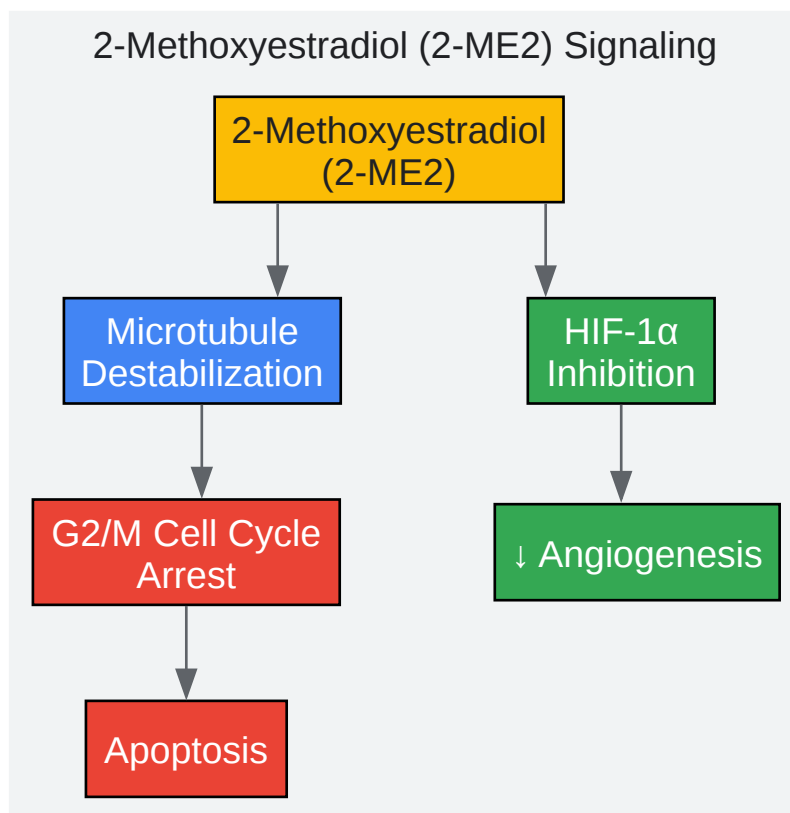 2-Methoxyestradiol (2-ME2) Signaling
2-Methoxyestradiol
(2-ME2)
Microtubule
Destabilization
HIF-1α
Inhibition
G2/M Cell Cycle
Arrest
↓ Angiogenesis
Apoptosis